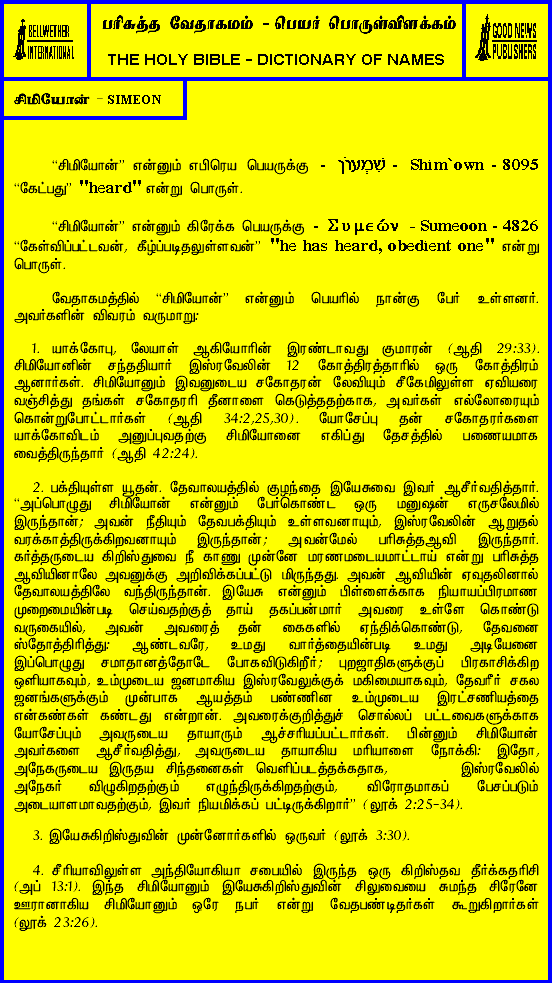 BELLWETHER
INTERNATIONAL
பரிசுத்த வேதாகமம் - பெயர் பொருள்விளக்கம்
THE HOLY BIBLE - DICTIONARY OF NAMES
GOOD NEWS
PUBLISHERS
சிமியோன் - SIMEON
“சிமியோன்” என்னும் எபிரெய பெயருக்கு - שִׁמְעוֹן - Shim`own - 8095
“கேட்பது” "heard" என்று பொருள்.
“சிமியோன்” என்னும் கிரேக்க பெயருக்கு - Συμεών - Sumeoon - 4826
“கேள்விப்பட்டவன், கீழ்ப்படிதலுள்ளவன்” "he has heard, obedient one" என்று
பொருள்.
வேதாகமத்தில் “சிமியோன்” என்னும் பெயரில் நான்கு பேர் உள்ளனர்.
அவர்களின் விவரம் வருமாறு:
1. யாக்கோபு, லேயாள் ஆகியோரின் இரண்டாவது குமாரன் (ஆதி 29:33).
சிமியோனின் சந்ததியார் இஸ்ரவேலின் 12 கோத்திரத்தாரில் ஒரு கோத்திரம்
ஆனார்கள். சிமியோனும் இவனுடைய சகோதரன் லேவியும் சீகேமிலுள்ள ஏவியரை
வஞ்சித்து தங்கள் சகோதரரி தீனாளை கெடுத்ததற்காக, அவர்கள் எல்லோரையும்
கொன்றுபோட்டார்கள் (ஆதி 34:2,25,30). யோசேப்பு தன் சகோதரர்களை
யாக்கோவிடம் அனுப்புவதற்கு சிமியோனை எகிப்து தேசத்தில் பணையமாக
வைத்திருந்தார் (ஆதி 42:24).
2. பக்தியுள்ள யூதன். தேவாலயத்தில் குழந்தை இயேசுவை இவர் ஆசீர்வதித்தார்.
“அப்பொழுது சிமியோன் என்னும் பேர்கொண்ட ஒரு மனுஷன் எருசலேமில்
இருந்தான்; அவன் நீதியும் தேவபக்தியும் உள்ளவனாயும், இஸ்ரவேலின் ஆறுதல்
வரக்காத்திருக்கிறவனாயும் இருந்தான்; அவன்மேல் பரிசுத்தஆவி இருந்தார்.
கர்த்தருடைய கிறிஸ்துவை நீ காணு முன்னே மரணமடையமாட்டாய் என்று பரிசுத்த
ஆவியினாலே அவனுக்கு அறிவிக்கப்பட்டு மிருந்தது. அவன் ஆவியின் ஏவுதலினால்
தேவாலயத்திலே வந்திருந்தான். இயேசு என்னும் பிள்ளைக்காக நியாயப்பிரமாண
முறைமையின்படி செய்வதற்குத் தாய் தகப்பன்மார் அவரை உள்ளே கொண்டு
வருகையில், அவன் அவரைத் தன் கைகளில் ஏந்திக்கொண்டு, தேவனை
ஸ்தோத்திரித்து: ஆண்டவரே, உமது வார்த்தையின்படி உமது அடியேனை
இப்பொழுது சமாதானத்தோடே போகவிடுகிறீர்; புறஜாதிகளுக்குப் பிரகாசிக்கிற
ஒளியாகவும், உம்முடைய ஜனமாகிய இஸ்ரவேலுக்குக் மகிமையாகவும், தேவரீர் சகல
ஜனங்களுக்கும் முன்பாக ஆயத்தம் பண்ணின உம்முடைய இரட்சணியத்தை
என்கண்கள் கண்டது என்றான். அவரைக்குறித்துச் சொல்லப் பட்டவைகளுக்காக
யோசேப்பும் அவருடைய தாயாரும் ஆச்சரியப்பட்டார்கள். பின்னும் சிமியோன்
அவர்களை ஆசீர்வதித்து, அவருடைய தாயாகிய மரியாளை நோக்கி: இதோ,
அநேகருடைய இருதய சிந்தனைகள் வெளிப்படத்தக்கதாக, இஸ்ரவேலில்
அநேகர் விழுகிறதற்கும் எழுந்திருக்கிறதற்கும், விரோதமாகப் பேசப்படும்
அடையாளமாவதற்கும், இவர் நியமிக்கப் பட்டிருக்கிறார்” (லூக் 2:25-34).
3. இயேசுகிறிஸ்துவின் முன்னோர்களில் ஒருவர் (லூக் 3:30).
4. சீரியாவிலுள்ள அந்தியோகியா சபையில் இருந்த ஒரு கிறிஸ்தவ தீர்க்கதரிசி
(அப் 13:1). இந்த சிமியோனும் இயேசுகிறிஸ்துவின் சிலுவையை சுமந்த சிரேனே
ஊரானாகிய சிமியோனும் ஒரே நபர் என்று வேதபண்டிதர்கள் கூறுகிறார்கள்
(லூக் 23:26).